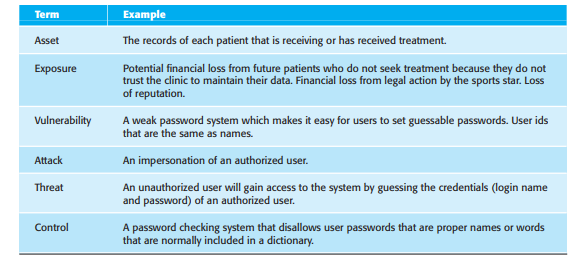 Term Example
Asset The records of each patient that is receiving or has received treatment.
Exposure Potential financial loss from future patients who do not seek treatment because they do not
trust the clinic to maintain their data. Financial loss from legal action by the sports star. Loss
of reputation.
Vulnerability A weak password system which makes it easy for users to set guessable passwords. User ids
that are the same as names.
Attack An impersonation of an authorized user.
Threat An unauthorized user will gain access to the system by guessing the credentials (login name
and password) of an authorized user.
Control A password checking system that disallows user passwords that are proper names or words
that are normally included in a dictionary.